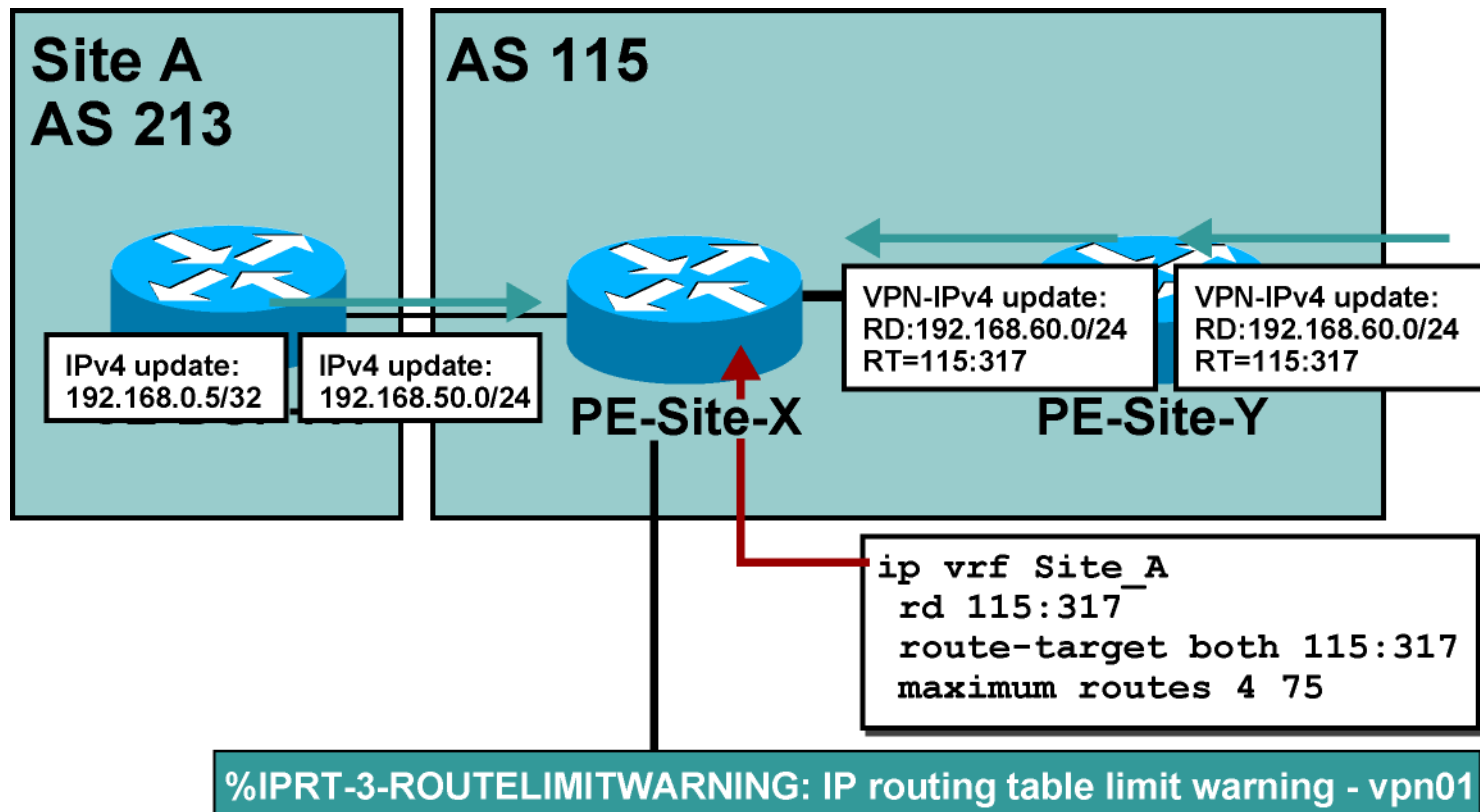 Site A
AS 213
AS 115
IPv4 update:
192.168.0.5/32
IPv4 update:
192.168.50.0/24
PE-Site-X
VPN-IPv4 update:
RD:192.168.60.0/24
RT=115:317
VPN-IPv4 update:
RD:192.168.60.0/24
RT=115:317
PE-Site-Y
ip vrf Site_A
rd 115:317
route-target both 115:317
maximum routes 4 75
%IPRT-3-ROUTELIMITWARNING: IP routing table limit warning - vpn01